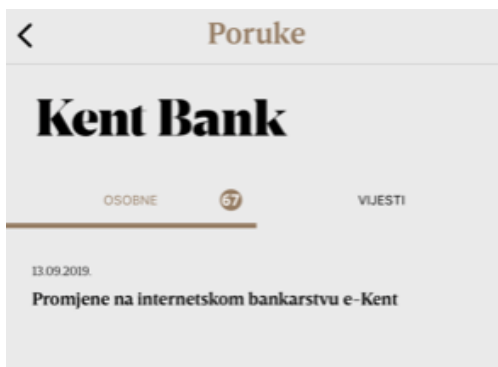 Poruke
Kent Bank
OSOBNE 67 VIJESTI
13.09.2019.
Promjene na internetskom bankarstvu e-Kent